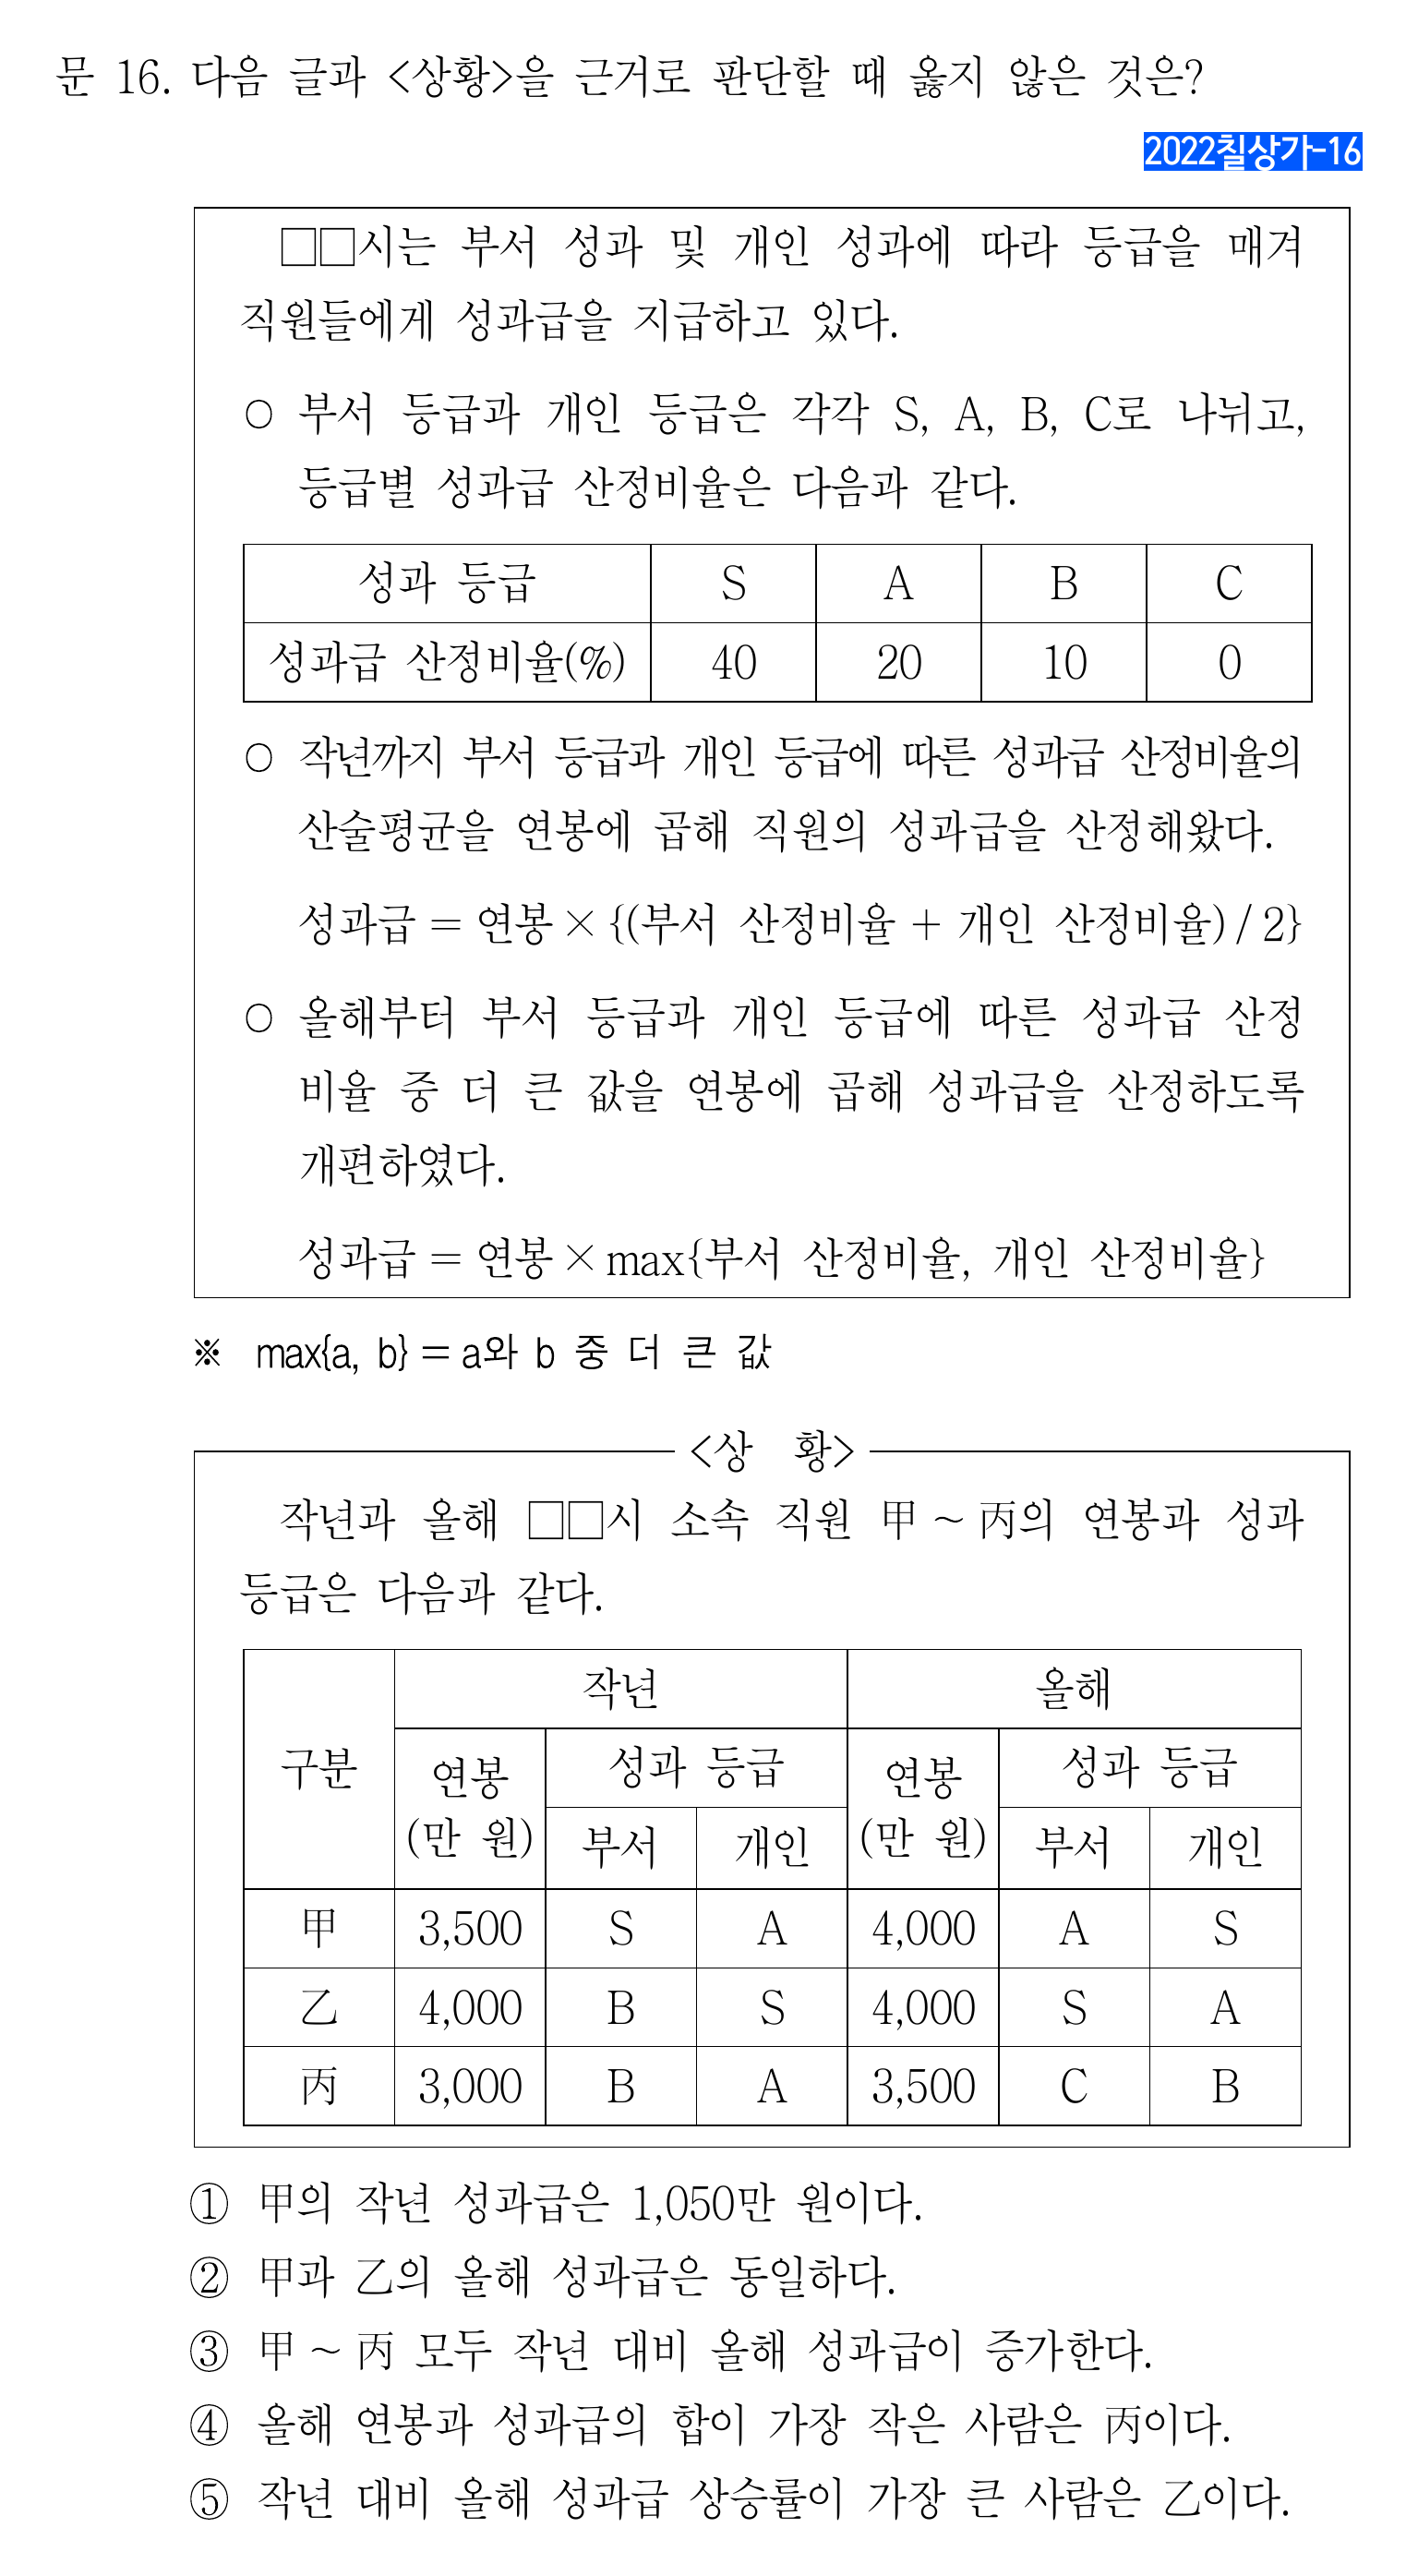 문 16. 다음 글과 <상황>을 근거로 판단할 때 옳지 않은 것은?
2022칠상가-16
□□시는 부서 성과 및 개인 성과에 따라 등급을 매겨
직원들에게 성과급을 지급하고 있다.
○ 부서 등급과 개인 등급은 각각 S, A, B, C로 나뉘고,
등급별 성과급 산정비율은 다음과 같다.
성과 등급 S A B C
성과급 산정비율(%) 40 20 10 0
○ 작년까지 부서 등급과 개인 등급에 따른 성과급 산정비율의
산술평균을 연봉에 곱해 직원의 성과급을 산정해왔다.
성과급 = 연봉 × {(부서 산정비율 + 개인 산정비율) / 2}
○ 올해부터 부서 등급과 개인 등급에 따른 성과급 산정
비율 중 더 큰 값을 연봉에 곱해 성과급을 산정하도록
개편하였다.
성과급 = 연봉 × max{부서 산정비율, 개인 산정비율}
※ max{a, b} = a와 b 중 더 큰 값
<상 황>
작년과 올해 □□시 소속 직원 甲 ~ 丙의 연봉과 성과
등급은 다음과 같다.
구분 작년 올해
연봉 (만 원) 성과 등급 연봉 (만 원) 성과 등급
부서 개인 부서 개인
甲 3,500 S A 4,000 A S
乙 4,000 B S 4,000 S A
丙 3,000 B A 3,500 C B
① 甲의 작년 성과급은 1,050만 원이다.
② 甲과 乙의 올해 성과급은 동일하다.
③ 甲 ~ 丙 모두 작년 대비 올해 성과급이 증가한다.
④ 올해 연봉과 성과급의 합이 가장 작은 사람은 丙이다.
⑤ 작년 대비 올해 성과급 상승률이 가장 큰 사람은 乙이다.